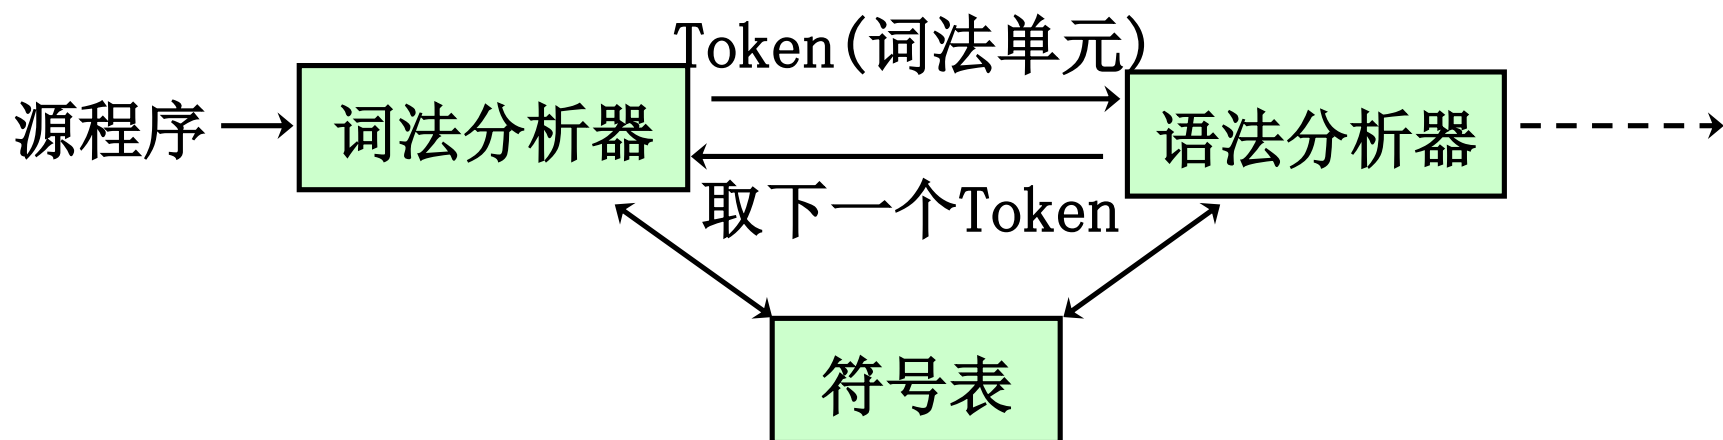 Token(词法单元)
源程序
词法分析器
语法分析器
取下一个Token
符号表